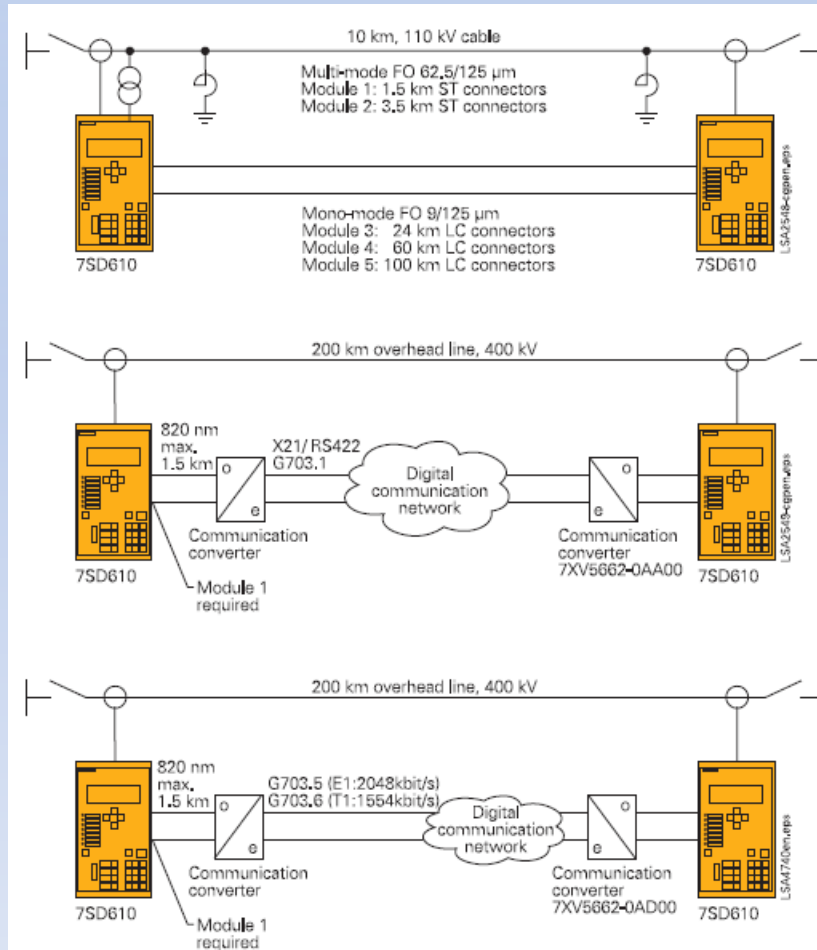 10 km, 110 kV cable
Multi-mode FO 62.5/125 µm
Module 1: 1.5 km ST connectors
Module 2: 3.5 km ST connectors
Mono-mode FO 9/125 µm
Module 3: 24 km LC connectors
Module 4: 60 km LC connectors
Module 5: 100 km LC connectors
7SD610
7SD610
LSA2548-cgpen.eps
200 km overhead line, 400 kV
820 nm
max.
1.5 km
X21/RS422
G703.1
o
e
Digital
communication
network
o
e
Communication
converter
Communication
converter
7XV5662-0AA00
7SD610
7SD610
Module 1
required
LSA2549-cgpen.eps
200 km overhead line, 400 kV
820 nm
max.
1.5 km
G703.5 (E1:2048kbit/s)
G703.6 (T1:1554kbit/s)
o
e
Digital
communication
network
o
e
Communication
converter
Communication
converter
7XV5662-0AD00
7SD610
7SD610
Module 1
required
LSA4740en.eps